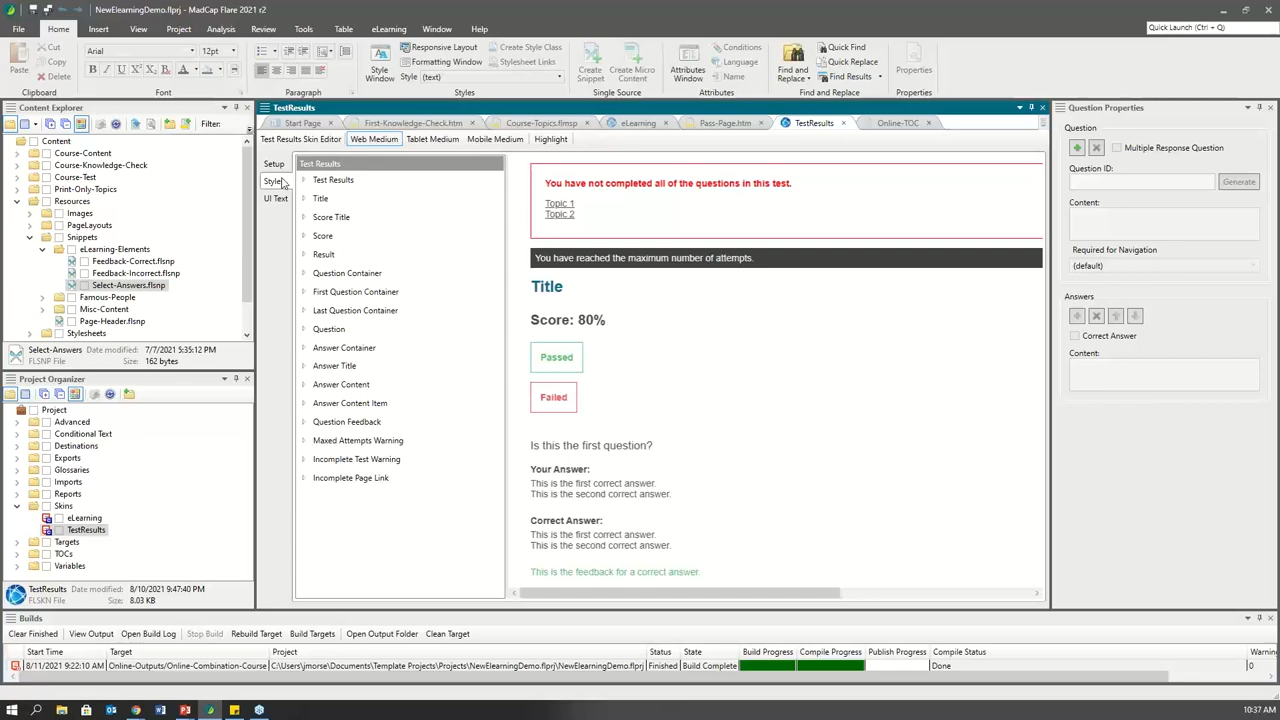 NewELearningDemo.flprj - MadCap Flare 2021 r2
File Home Insert View Project Analysis Review Tools Table eLearning Window Help
Quick Launch (Ctrl + Q)
Paste Cut Copy Delete
Arial 12pt
Style Window
Responsive Layout Create Style Class
Formatting Window Stylesheet Links
Style (text)
Create Snippet Create Micro Content
Attributes Window
Conditions
Language
Name
Find and Replace
Quick Find
Quick Replace
Find Results
Properties
Clipboard Font Paragraph Styles Single Source Attributes Find and Replace
Content Explorer
Filter:
Content
Course-Content
Course-Knowledge-Check
Course-Test
Print-Only-Topics
Resources
Images
PageLayouts
Snippets
eLearning-Elements
Feedback-Correct.flsnp
Feedback-Incorrect.flsnp
Select-Answers.flsnp
Famous-People
Misc-Content
Page-Header.flsnp
Stylesheets
Select-Answers Date modified: 7/7/2021 5:35:12 PM
FLSNP File Size: 162 bytes
Project Organizer
Project
Advanced
Conditional Text
Destinations
Exports
Glossaries
Imports
Reports
Skins
eLearning
TestResults
Targets
TOCs
Variables
TestResults Date modified: 8/10/2021 9:47:40 PM
FLSKN File Size: 8.03 KB
TestResults
Start Page First-Knowledge-Check.htm Course-Topics.flmsp eLearning Pass-Page.htm TestResults Online-TOC
Test Results Skin Editor Web Medium Tablet Medium Mobile Medium Highlight
Setup
Styles
UI Text
Test Results
Test Results
Title
Score Title
Score
Result
Question Container
First Question Container
Last Question Container
Question
Answer Container
Answer Title
Answer Content
Answer Content Item
Question Feedback
Maxed Attempts Warning
Incomplete Test Warning
Incomplete Page Link
You have not completed all of the questions in this test.
Topic 1
Topic 2
You have reached the maximum number of attempts.
Title
Score: 80%
Passed
Failed
Is this the first question?
Your Answer:
This is the first correct answer.
This is the second correct answer.
Correct Answer:
This is the first correct answer.
This is the second correct answer.
This is the feedback for a correct answer.
Question Properties
Question
Multiple Response Question
Question ID:
Generate
Content:
Required for Navigation
(default)
Answers
Correct Answer
Content:
Builds
Clear Finished View Output Open Build Log Stop Build Rebuild Target Build Targets Open Output Folder Clean Target
Start Time Target Project Status State Build Progress Compile Progress Publish Progress Compile Status Warning
8/11/2021 9:22:10 AM Online-Outputs/Online-Combination-Course C:\Users\jmorse\Documents\Template Projects\Projects\NewElearningDemo.flprj\NewElearningDemo.flprj Finished Build Complete Done 0
10:37 AM